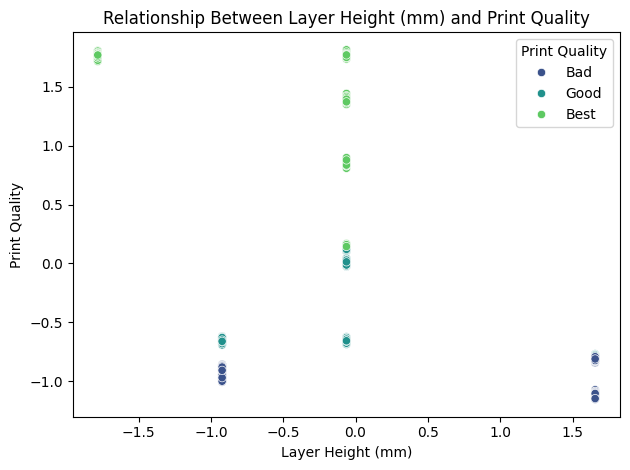 Relationship Between Layer Height (mm) and Print Quality
Print Quality
Bad
Good
Best
1.5
1.0
0.5
0.0
−0.5
−1.0
Print Quality
−1.5
−1.0
−0.5
0.0
0.5
1.0
1.5
Layer Height (mm)